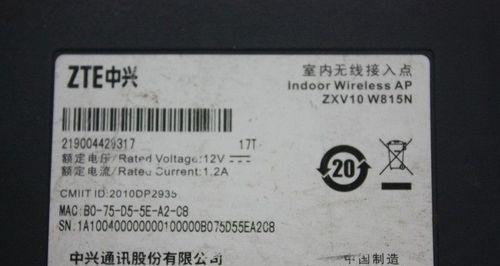 ZTE中兴
室内无线接入点
Indoor Wireless AP
ZXV10 W815N
219004429317 17T
额定电压/Rated Voltage:12V
额定电流/Rated Current:1.2A
20
CMIIT ID:2010DP2935
MAC:B0-75-D5-5E-A2-C8
SN:1A1004000000000100000B075D55EA2C8
中兴通讯股份有限公司
中国制造